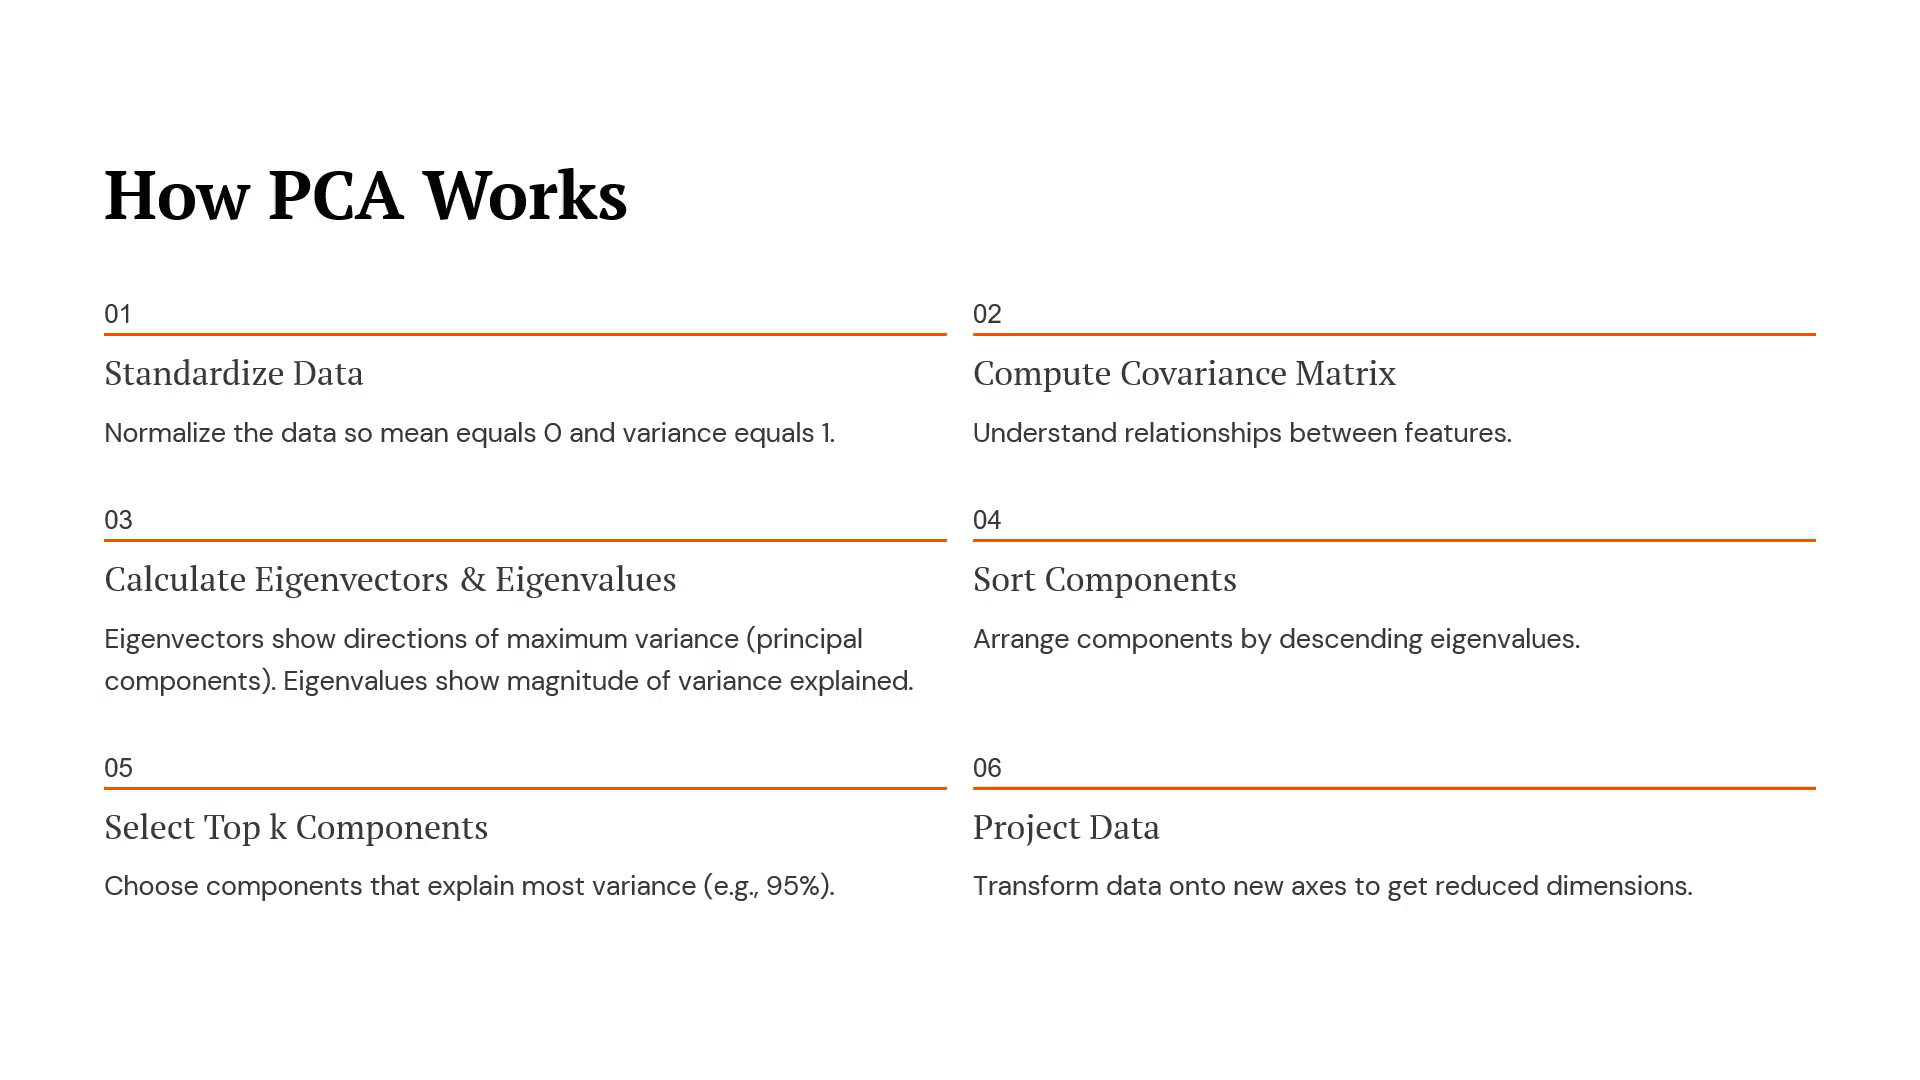 How PCA Works
01
Standardize Data
Normalize the data so mean equals 0 and variance equals 1.
02
Compute Covariance Matrix
Understand relationships between features.
03
Calculate Eigenvectors & Eigenvalues
Eigenvectors show directions of maximum variance (principal
components). Eigenvalues show magnitude of variance explained.
04
Sort Components
Arrange components by descending eigenvalues.
05
Select Top k Components
Choose components that explain most variance (e.g., 95%).
06
Project Data
Transform data onto new axes to get reduced dimensions.